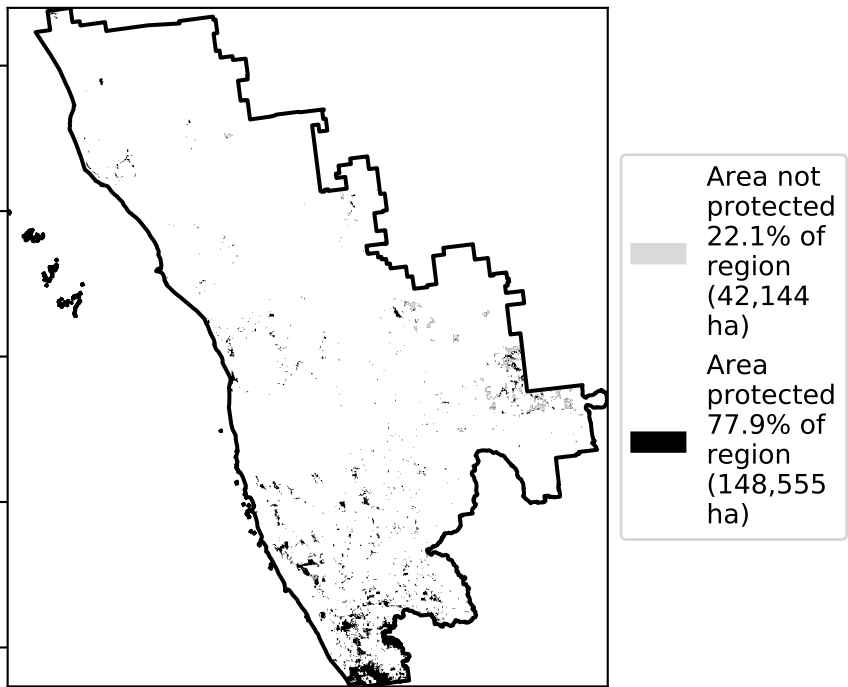 Area not
protected
22.1% of
region
(42,144
ha)
Area
protected
77.9% of
region
(148,555
ha)